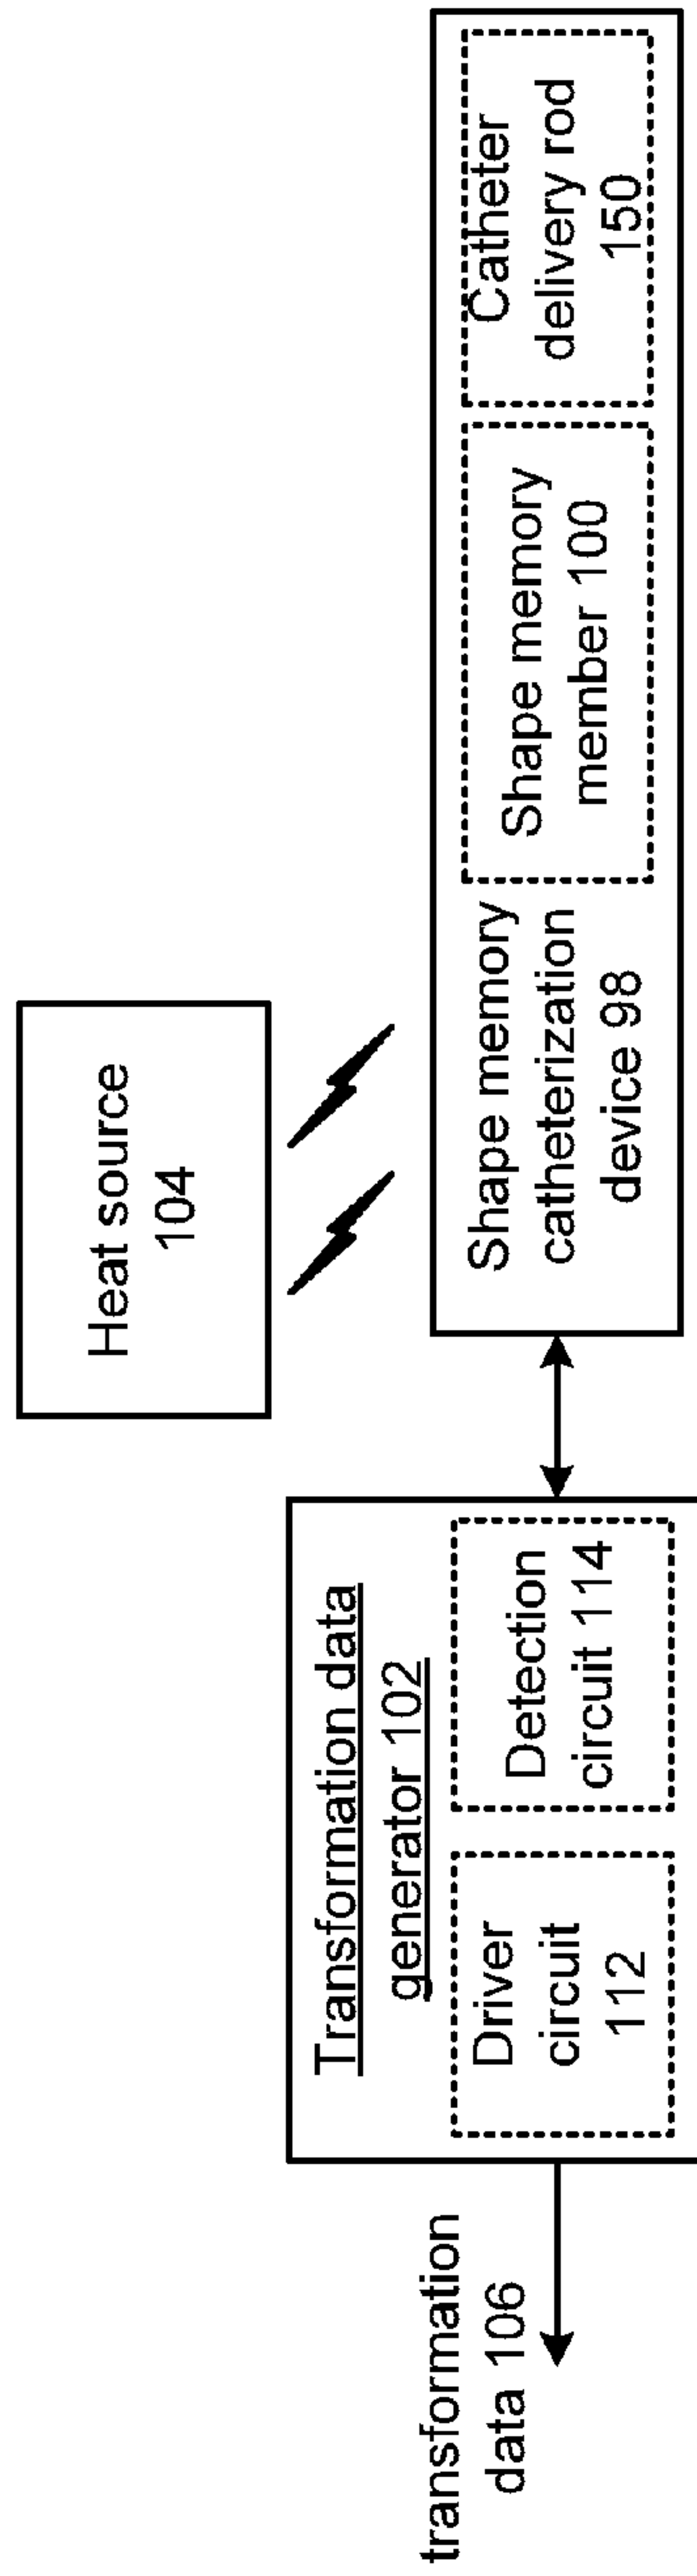 Heat source
104
transformation
data 106
Transformation data
generator 102
Driver
circuit
112
Detection
circuit 114
Shape memory
catheterization
device 98
Shape memory
member 100
Catheter
delivery rod
150